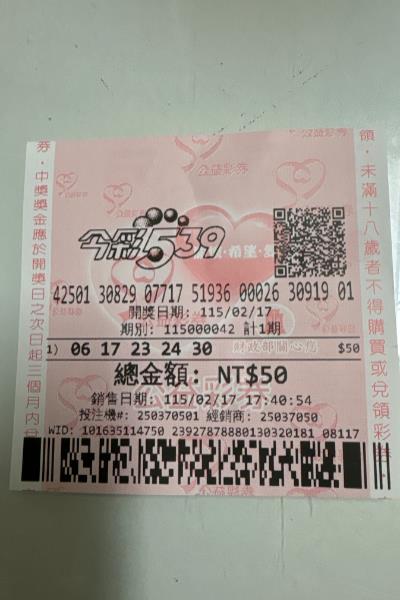 公益彩券
今彩539
42501 30829 07717 51936 00026 30919 01
開獎日期: 115/02/17
期別: 115000042 計1期
1) 06 17 23 24 30 $50
財政部關心您
總金額: NT$50
銷售日期: 115/02/17 17:40:54
投注機#: 250370501 經銷商: 25037050
WID: 101635114750 23927878880130320181 08117
券・中獎獎金應於開獎日之次日起三個月內
領・未滿十八歲者不得購買或兌領彩券